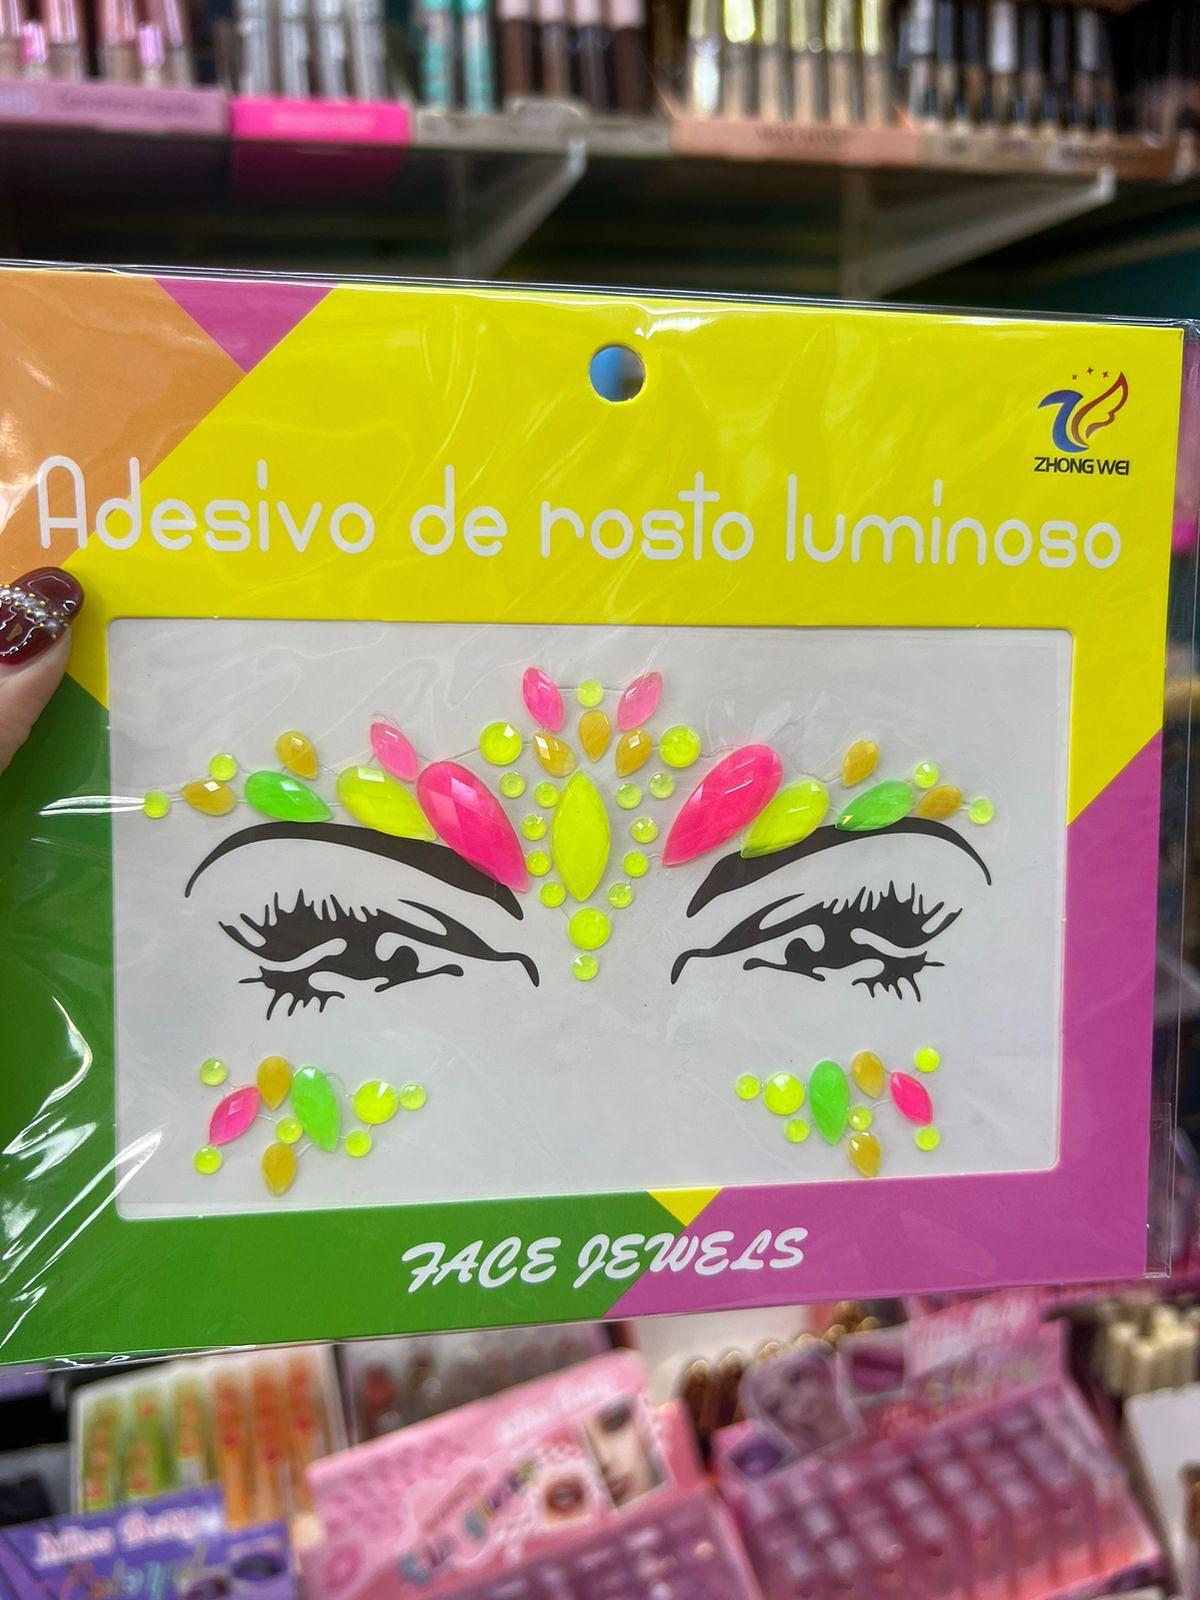 ZHONG WEI
Adesivo de rosto luminoso
FACE JEWELS